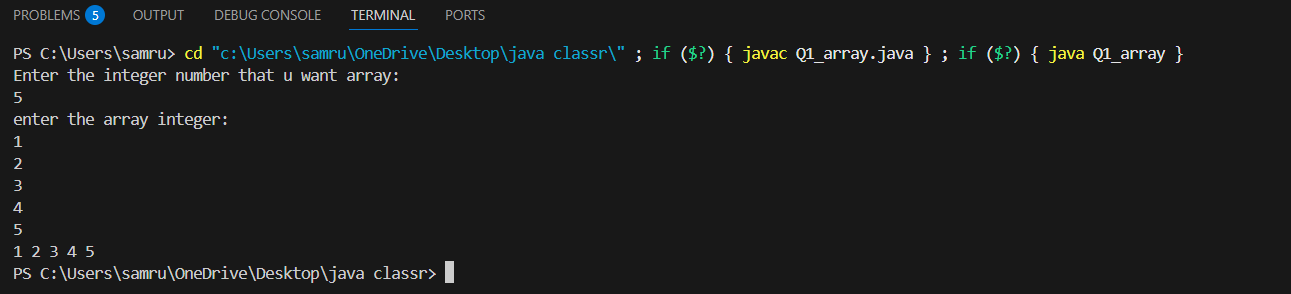 PROBLEMS 5 OUTPUT DEBUG CONSOLE TERMINAL PORTS
PS C:\Users\samru> cd "c:\Users\samru\OneDrive\Desktop\java classr\" ; if ($?) { javac Q1_array.java } ; if ($?) { java Q1_array }
Enter the integer number that u want array:
5
enter the array integer:
1
2
3
4
5
1 2 3 4 5
PS C:\Users\samru\OneDrive\Desktop\java classr>